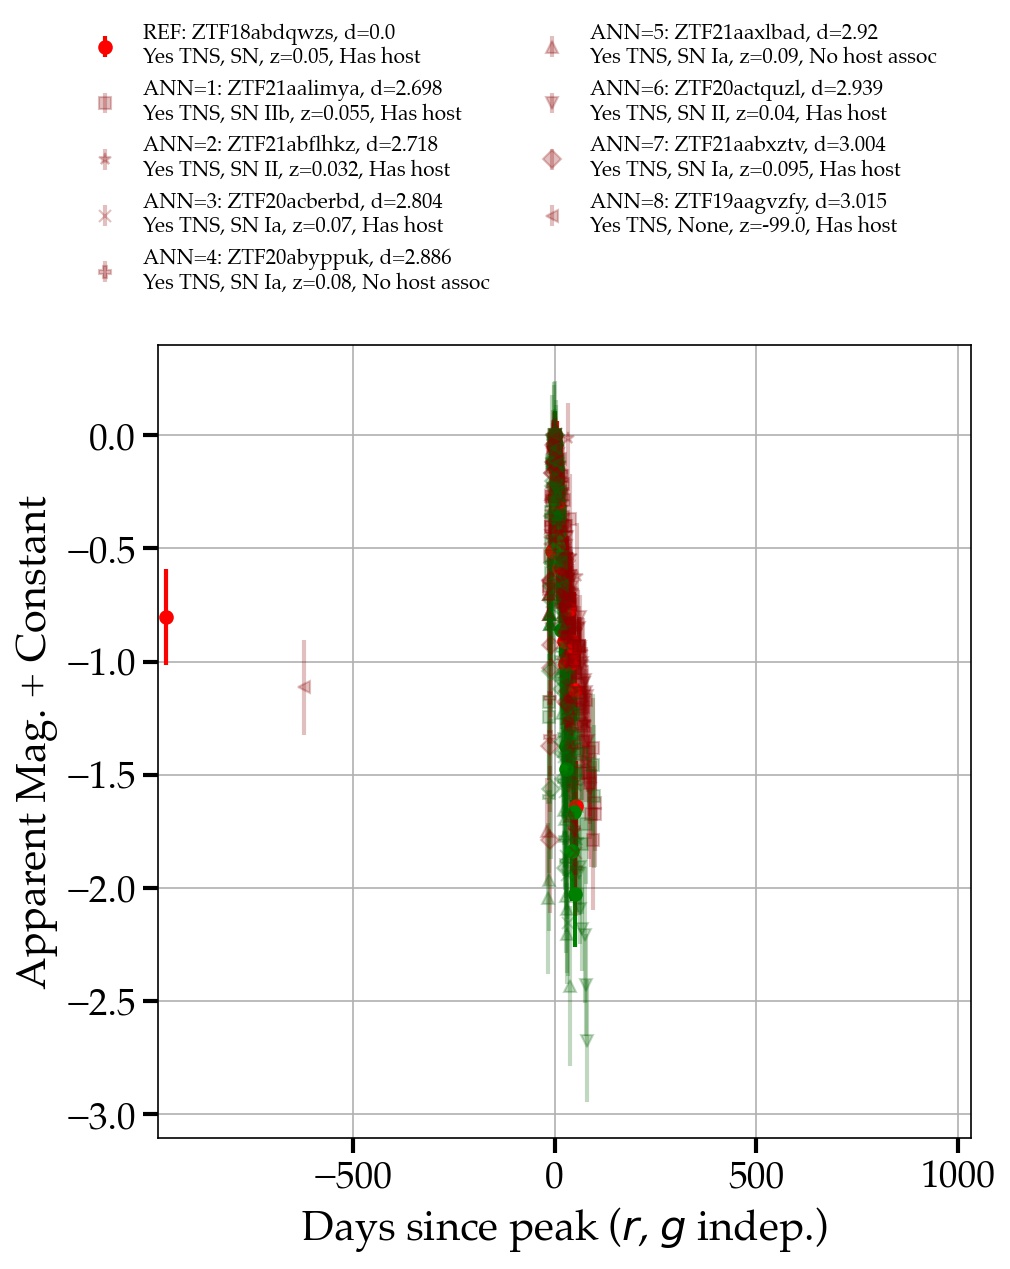 REF: ZTF18abdqwzs, d=0.0
Yes TNS, SN, z=0.05, Has host
ANN=1: ZTF21aalimya, d=2.698
Yes TNS, SN IIb, z=0.055, Has host
ANN=2: ZTF21abflhkz, d=2.718
Yes TNS, SN II, z=0.032, Has host
ANN=3: ZTF20acberbd, d=2.804
Yes TNS, SN Ia, z=0.07, Has host
ANN=4: ZTF20abyppuk, d=2.886
Yes TNS, SN Ia, z=0.08, No host assoc
ANN=5: ZTF21aaxlbad, d=2.92
Yes TNS, SN Ia, z=0.09, No host assoc
ANN=6: ZTF20actquzl, d=2.939
Yes TNS, SN II, z=0.04, Has host
ANN=7: ZTF21aabxztv, d=3.004
Yes TNS, SN Ia, z=0.095, Has host
ANN=8: ZTF19aagvzfy, d=3.015
Yes TNS, None, z=-99.0, Has host
Apparent Mag. + Constant
0.0
−0.5
−1.0
−1.5
−2.0
−2.5
−3.0
−500
0
500
1000
Days since peak (r, g indep.)